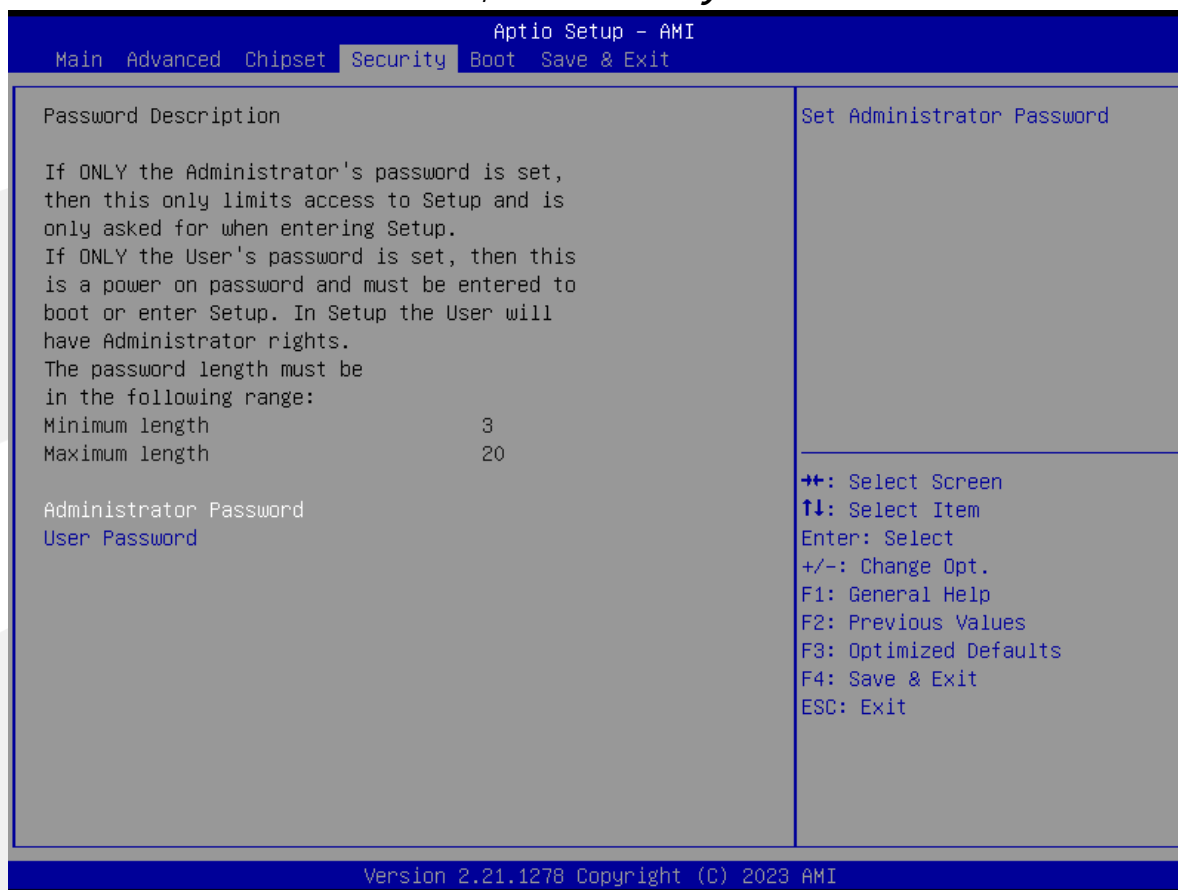 Aptio Setup – AMI
Main Advanced Chipset Security Boot Save & Exit
Password Description
If ONLY the Administrator's password is set,
then this only limits access to Setup and is
only asked for when entering Setup.
If ONLY the User's password is set, then this
is a power on password and must be entered to
boot or enter Setup. In Setup the User will
have Administrator rights.
The password length must be
in the following range:
Minimum length 3
Maximum length 20
Administrator Password
User Password
Set Administrator Password
→←: Select Screen
↑↓: Select Item
Enter: Select
+/-: Change Opt.
F1: General Help
F2: Previous Values
F3: Optimized Defaults
F4: Save & Exit
ESC: Exit
Version 2.21.1278 Copyright (C) 2023 AMI